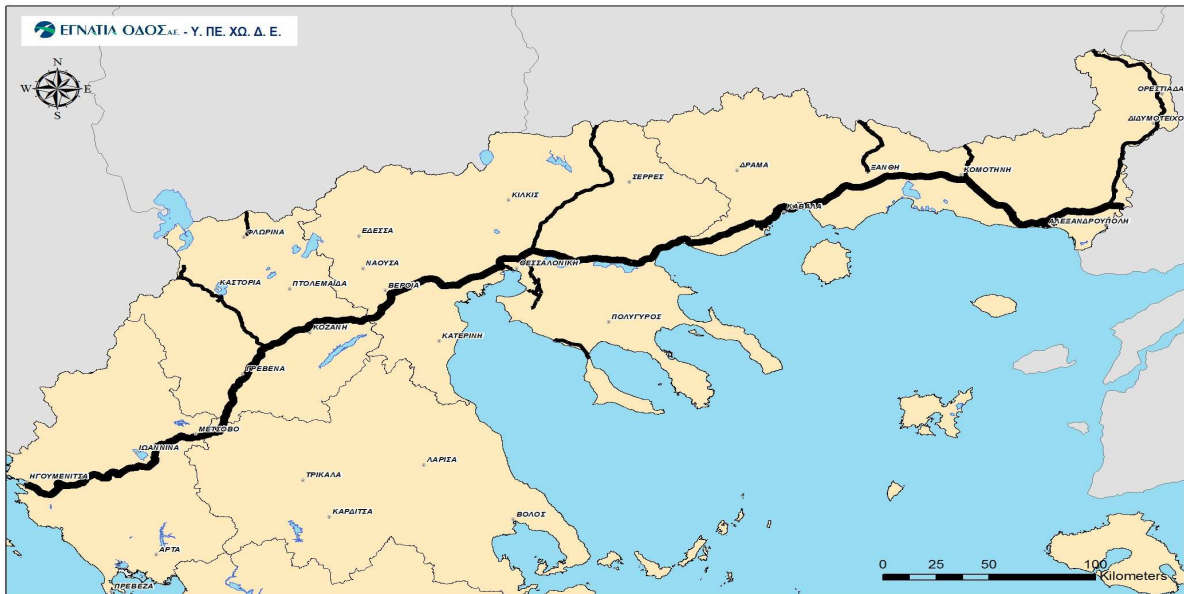 ΕΓΝΑΤΙΑ ΟΔΟΣ Α.Ε. - Υ. ΠΕ. ΧΩ. Δ. Ε.
N
W E
S
ΟΡΕΣΤΙΑΔΑ
ΔΙΔΥΜΟΤΕΙΧΟ
ΔΡΑΜΑ
ΞΑΝΘΗ
ΚΟΜΟΤΗΝΗ
ΣΕΡΡΕΣ
ΚΙΛΚΙΣ
ΚΑΒΑΛΑ
ΑΛΕΞΑΝΔΡΟΥΠΟΛΗ
ΦΛΩΡΙΝΑ
ΕΔΕΣΣΑ
ΝΑΟΥΣΑ
ΘΕΣΣΑΛΟΝΙΚΗ
ΚΑΣΤΟΡΙΑ
ΠΤΟΛΕΜΑΙΔΑ
ΒΕΡΟΙΑ
ΠΟΛΥΓΥΡΟΣ
ΚΟΖΑΝΗ
ΚΑΤΕΡΙΝΗ
ΓΡΕΒΕΝΑ
ΜΕΤΣΟΒΟ
ΙΩΑΝΝΙΝΑ
ΗΓΟΥΜΕΝΙΤΣΑ
ΛΑΡΙΣΑ
ΤΡΙΚΑΛΑ
ΚΑΡΔΙΤΣΑ
ΒΟΛΟΣ
ΑΡΤΑ
ΠΡΕΒΕΖΑ
0 25 50 100
Kilometers